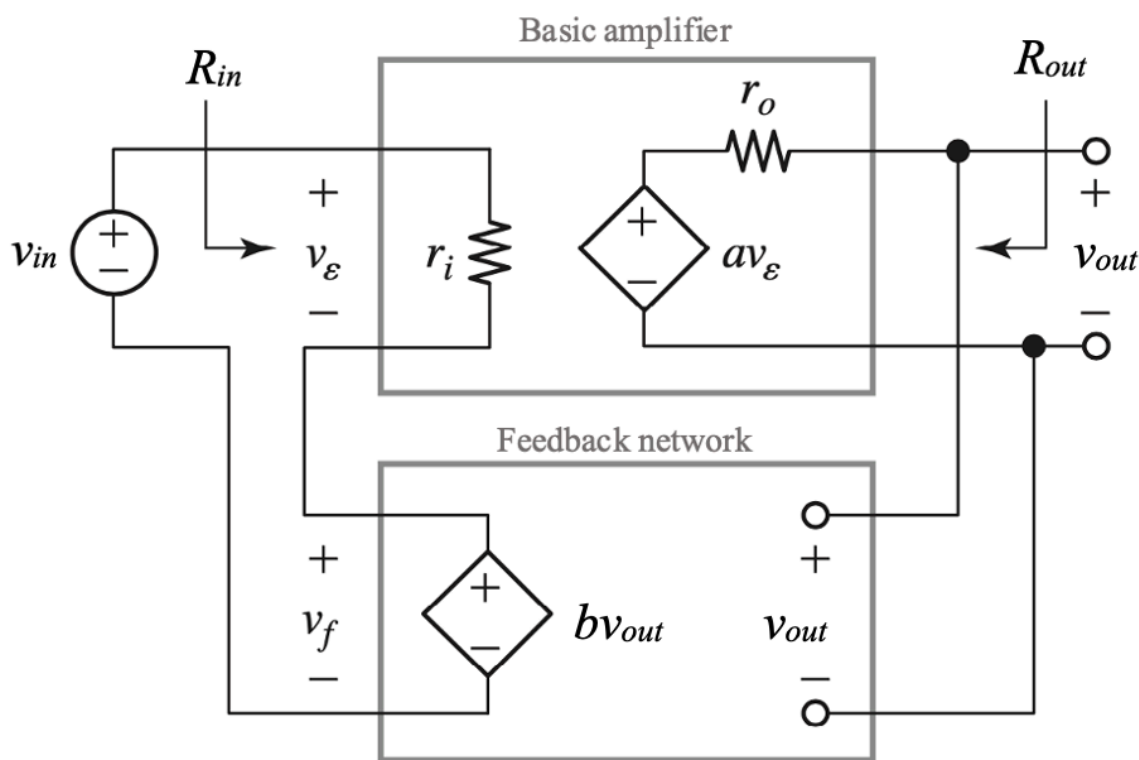 Basic amplifier
R_in
R_out
r_o
+
+
+
+
v_in
−
v_ε
r_i
−
av_ε
v_out
−
−
Feedback network
+
+
+
v_f
−
bv_out
v_out
−
−